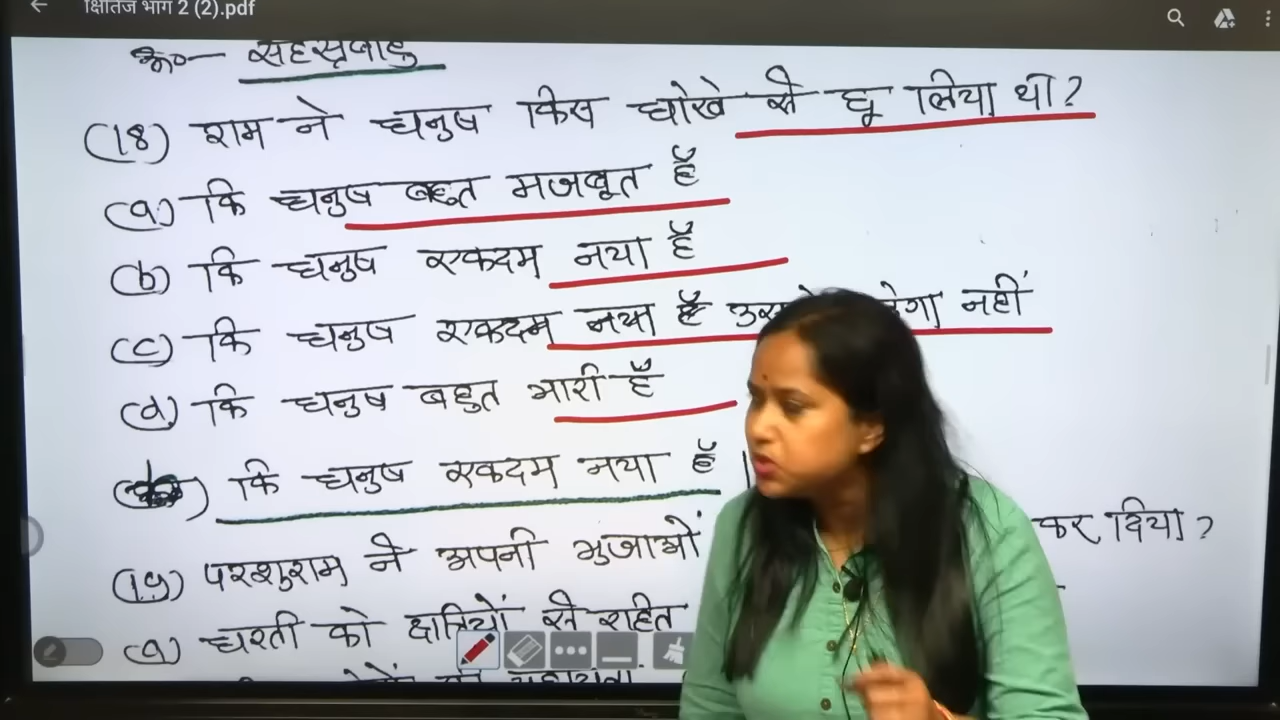 क्षितिज भाग 2 (2).pdf
सहस्रबाहु
(18) राम ने धनुष किस धोखे से छू लिया था?
(a) कि धनुष बहुत मजबूत है
(b) कि धनुष एकदम नया है
(c) कि धनुष एकदम नया है नहीं
(d) कि धनुष बहुत भारी है
कि धनुष एकदम नया है
(19) परशुराम ने अपनी भुजाओं कर दिया?
(a) धरती को क्षत्रियों से रहित